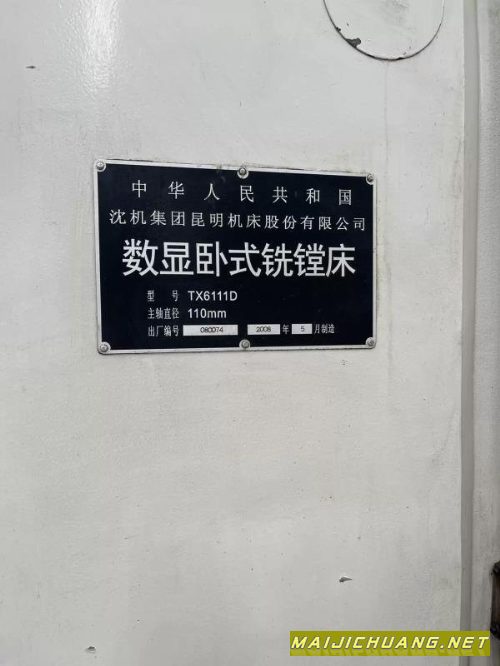 中华人民共和国
沈机集团昆明机床股份有限公司
数显卧式铣镗床
型号 TX6111D
主轴直径 110mm
出厂编号 080074 2008 年 5 月制造
MAIJICHUANG.NET